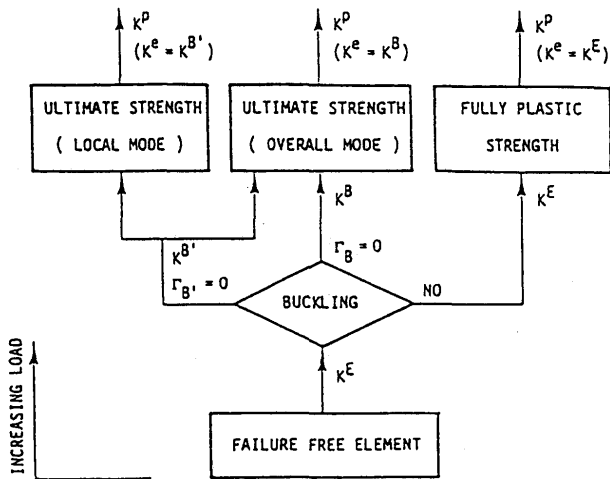 K^P K^P K^P
(K^e = K^B') (K^e = K^B) (K^e = K^E)
ULTIMATE STRENGTH
( LOCAL MODE )
ULTIMATE STRENGTH
( OVERALL MODE )
FULLY PLASTIC
STRENGTH
K^B
K^E
K^B'
Γ_B' = 0
Γ_B = 0
BUCKLING
NO
K^E
FAILURE FREE ELEMENT
INCREASING LOAD